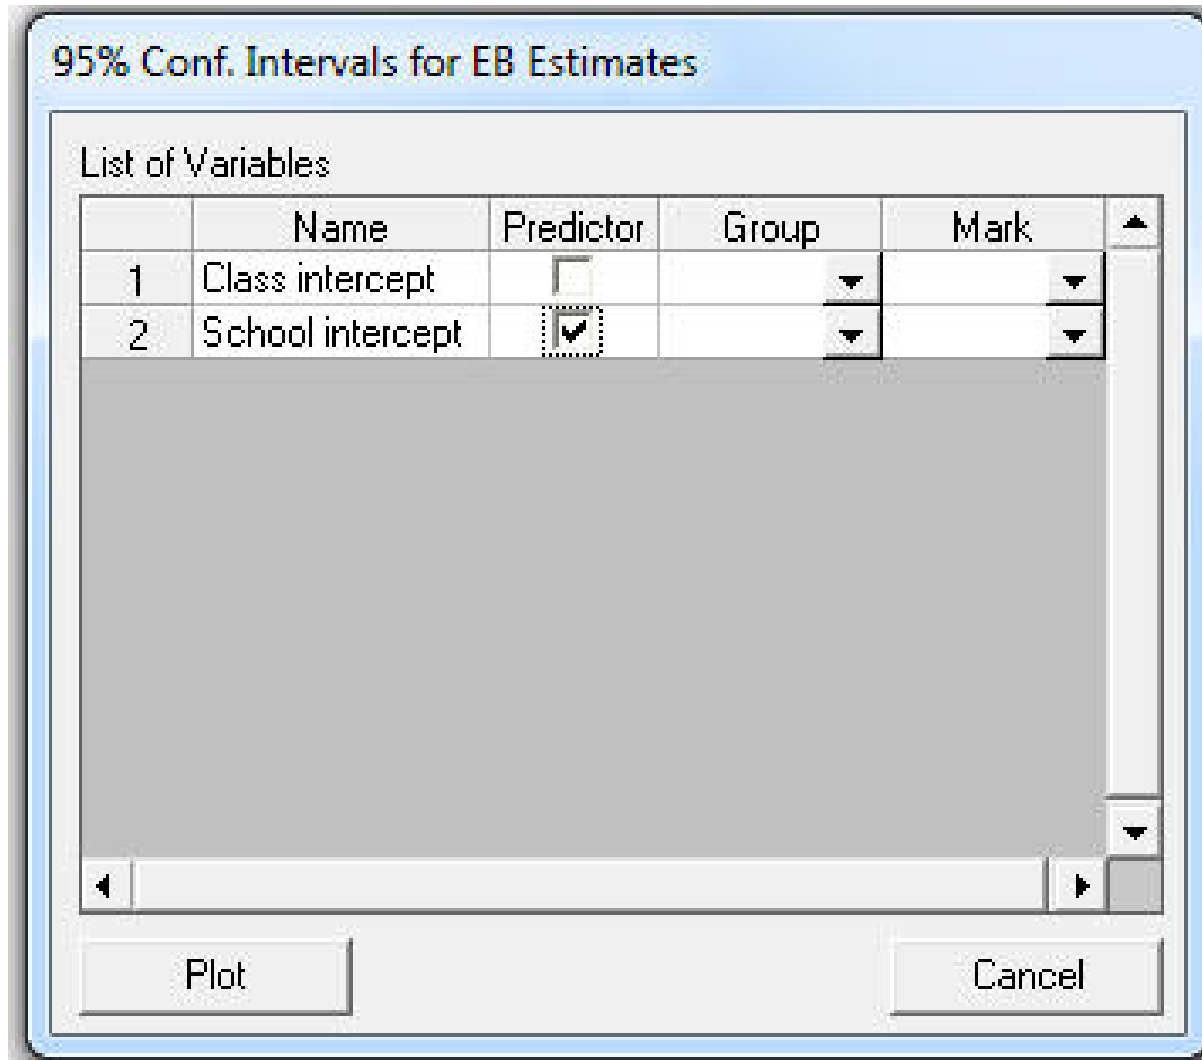 95% Conf. Intervals for EB Estimates
List of Variables
Name Predictor Group Mark
1 Class intercept
2 School intercept
Plot Cancel